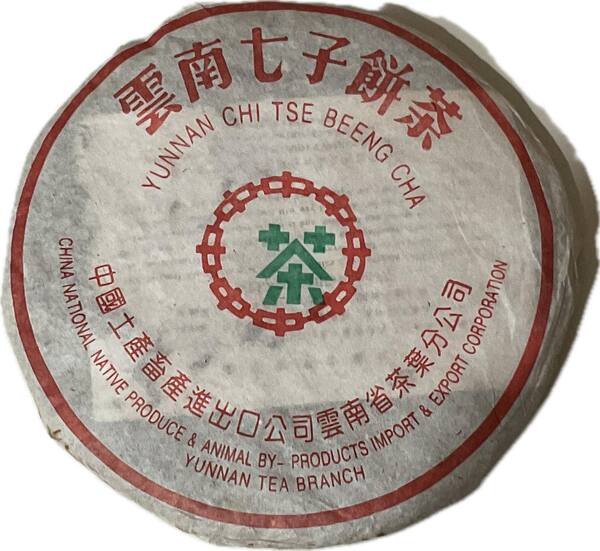 雲南七子餅茶
YUNNAN CHI TSE BEENG CHA
茶
中國土產畜產進出口公司雲南省茶葉分公司
CHINA NATIONAL NATIVE PRODUCE & ANIMAL BY- PRODUCTS IMPORT & EXPORT CORPORATION
YUNNAN TEA BRANCH